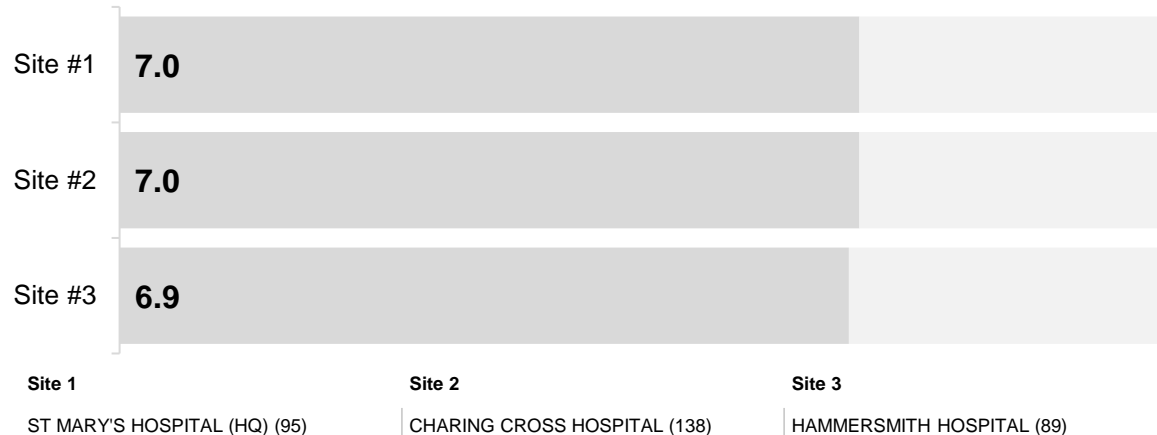 Site #1 7.0
Site #2 7.0
Site #3 6.9
Site 1 Site 2 Site 3
ST MARY'S HOSPITAL (HQ) (95) CHARING CROSS HOSPITAL (138) HAMMERSMITH HOSPITAL (89)